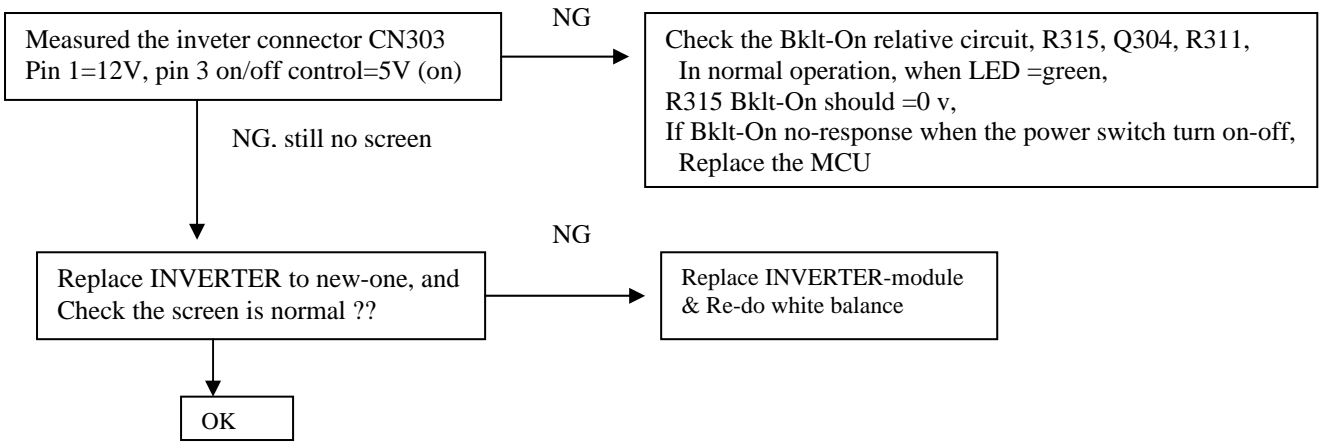 NG
Measured the inveter connector CN303
Pin 1=12V, pin 3 on/off control=5V (on)
Check the Bklt-On relative circuit, R315, Q304, R311,
In normal operation, when LED =green,
R315 Bklt-On should =0 v,
If Bklt-On no-response when the power switch turn on-off,
Replace the MCU
NG. still no screen
NG
Replace INVERTER to new-one, and
Check the screen is normal ??
Replace INVERTER-module
& Re-do white balance
OK